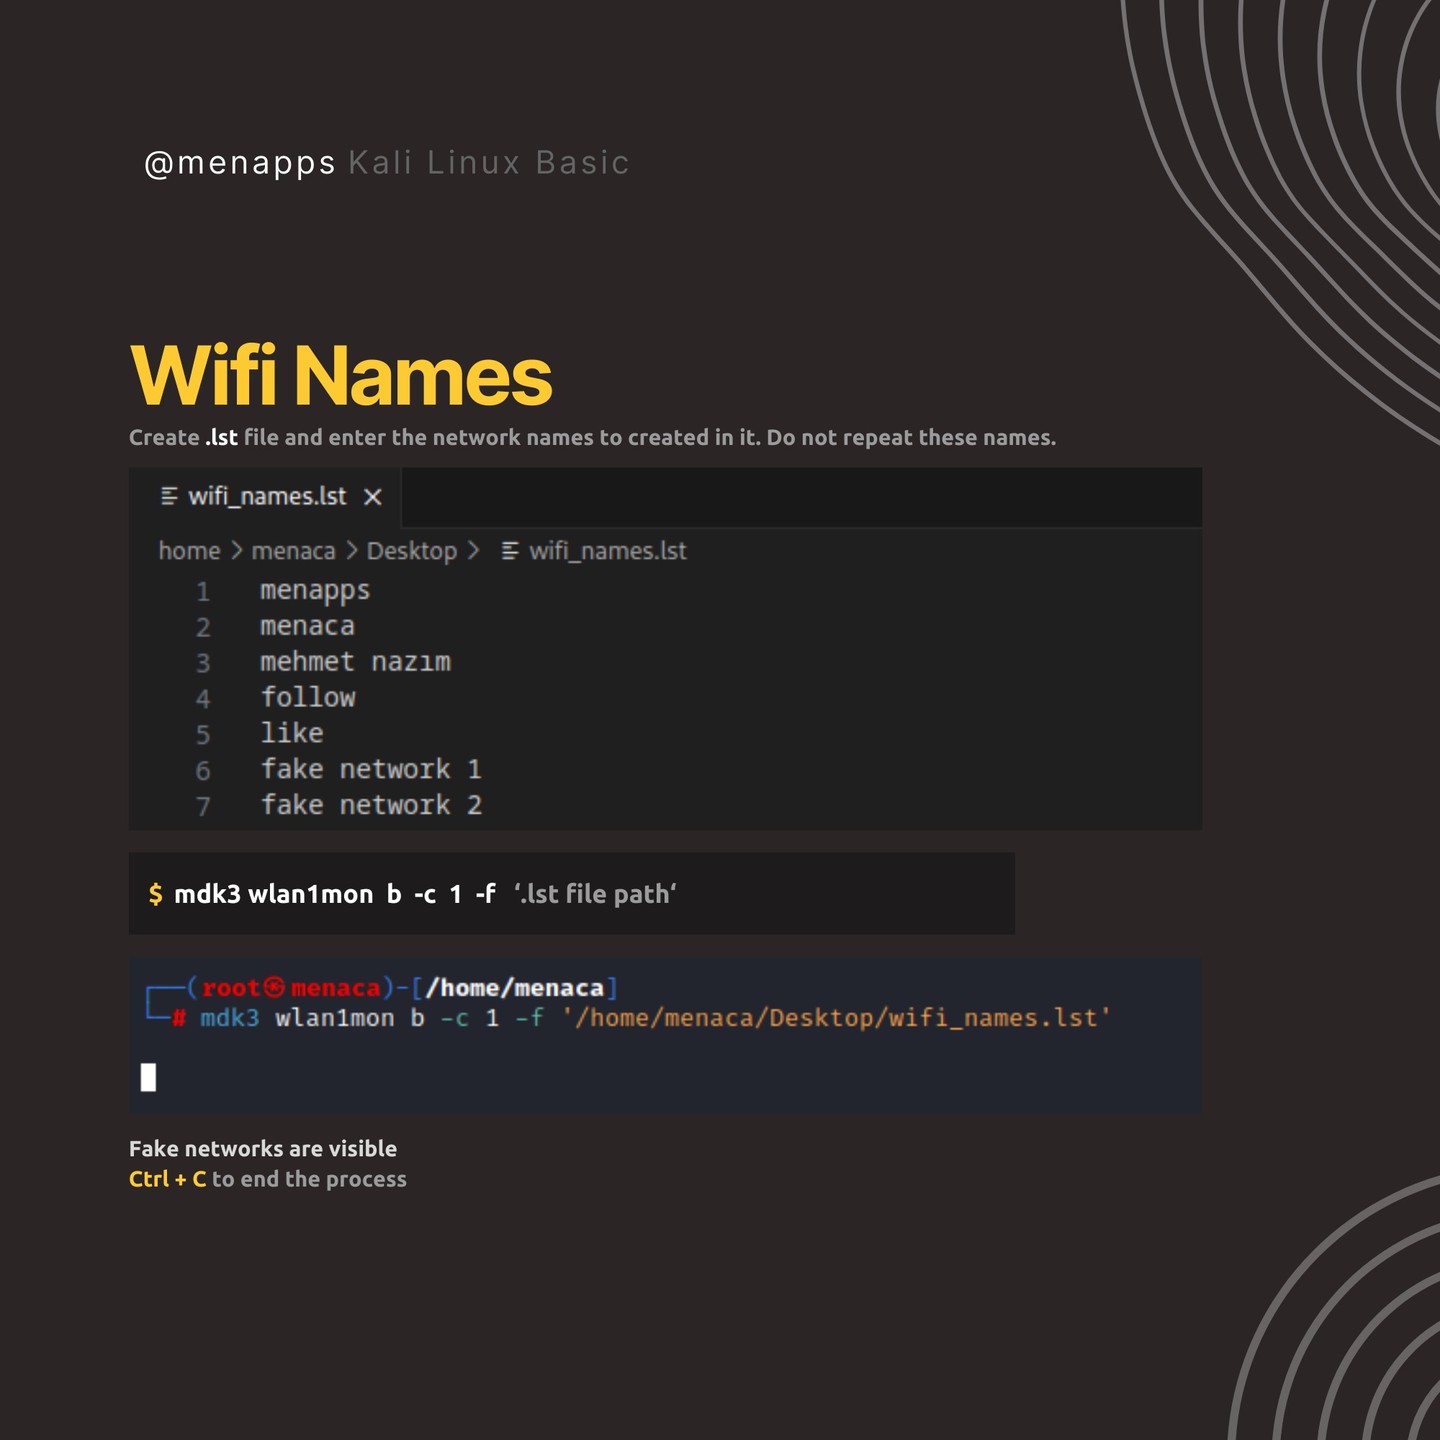 @menapps Kali Linux Basic
Wifi Names
Create .lst file and enter the network names to created in it. Do not repeat these names.
wifi_names.lst ×
home > menaca > Desktop > wifi_names.lst
1 menapps
2 menaca
3 mehmet nazım
4 follow
5 like
6 fake network 1
7 fake network 2
$ mdk3 wlan1mon b -c 1 -f ‘.lst file path‘
┌──(root㉿menaca)-[/home/menaca]
└─# mdk3 wlan1mon b -c 1 -f '/home/menaca/Desktop/wifi_names.lst'
Fake networks are visible
Ctrl + C to end the process